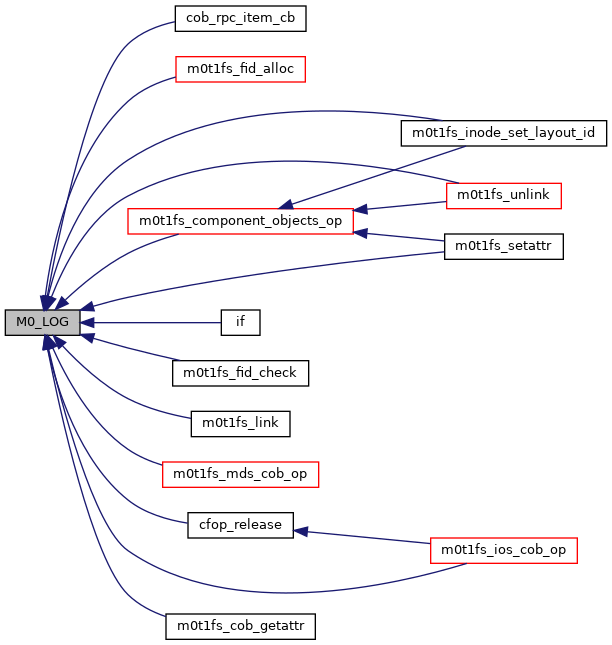 cob_rpc_item_cb
m0t1fs_fid_alloc
m0t1fs_inode_set_layout_id
m0t1fs_unlink
m0t1fs_component_objects_op
m0t1fs_setattr
M0_LOG
if
m0t1fs_fid_check
m0t1fs_link
m0t1fs_mds_cob_op
cfop_release
m0t1fs_ios_cob_op
m0t1fs_cob_getattr